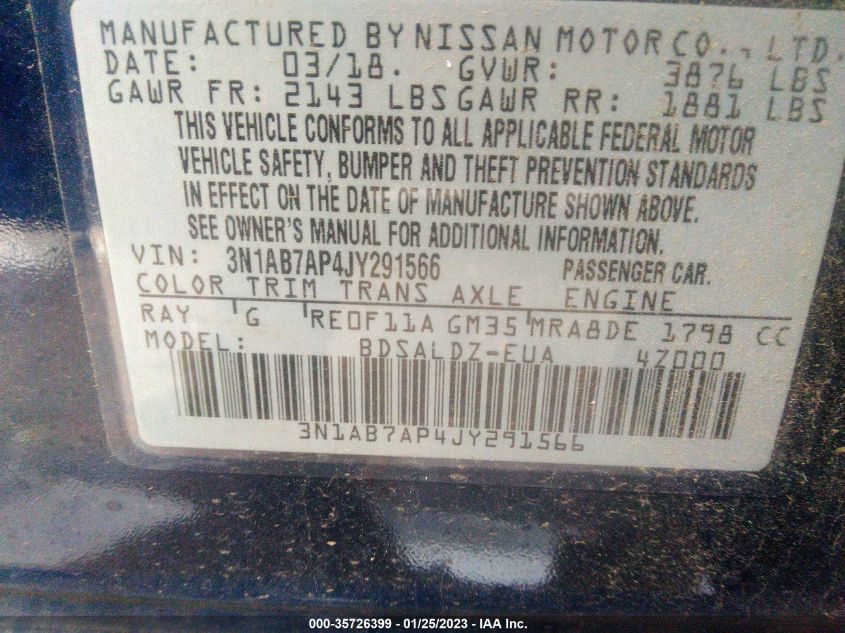 MANUFACTURED BY NISSAN MOTOR CO., LTD.
DATE: 03/18. GVWR: 3876 LBS
GAWR FR: 2143 LBS GAWR RR: 1881 LBS
THIS VEHICLE CONFORMS TO ALL APPLICABLE FEDERAL MOTOR
VEHICLE SAFETY, BUMPER AND THEFT PREVENTION STANDARDS
IN EFFECT ON THE DATE OF MANUFACTURE SHOWN ABOVE.
SEE OWNER'S MANUAL FOR ADDITIONAL INFORMATION.
VIN: 3N1AB7AP4JY291566 PASSENGER CAR.
COLOR TRIM TRANS AXLE ENGINE
RAY G RE0F11A GM35 MRA8DE 1798 CC
MODEL: BDSALDZ-EUA 4Z000
3N1AB7AP4JY291566
000-35726399 - 01/25/2023 - IAA Inc.